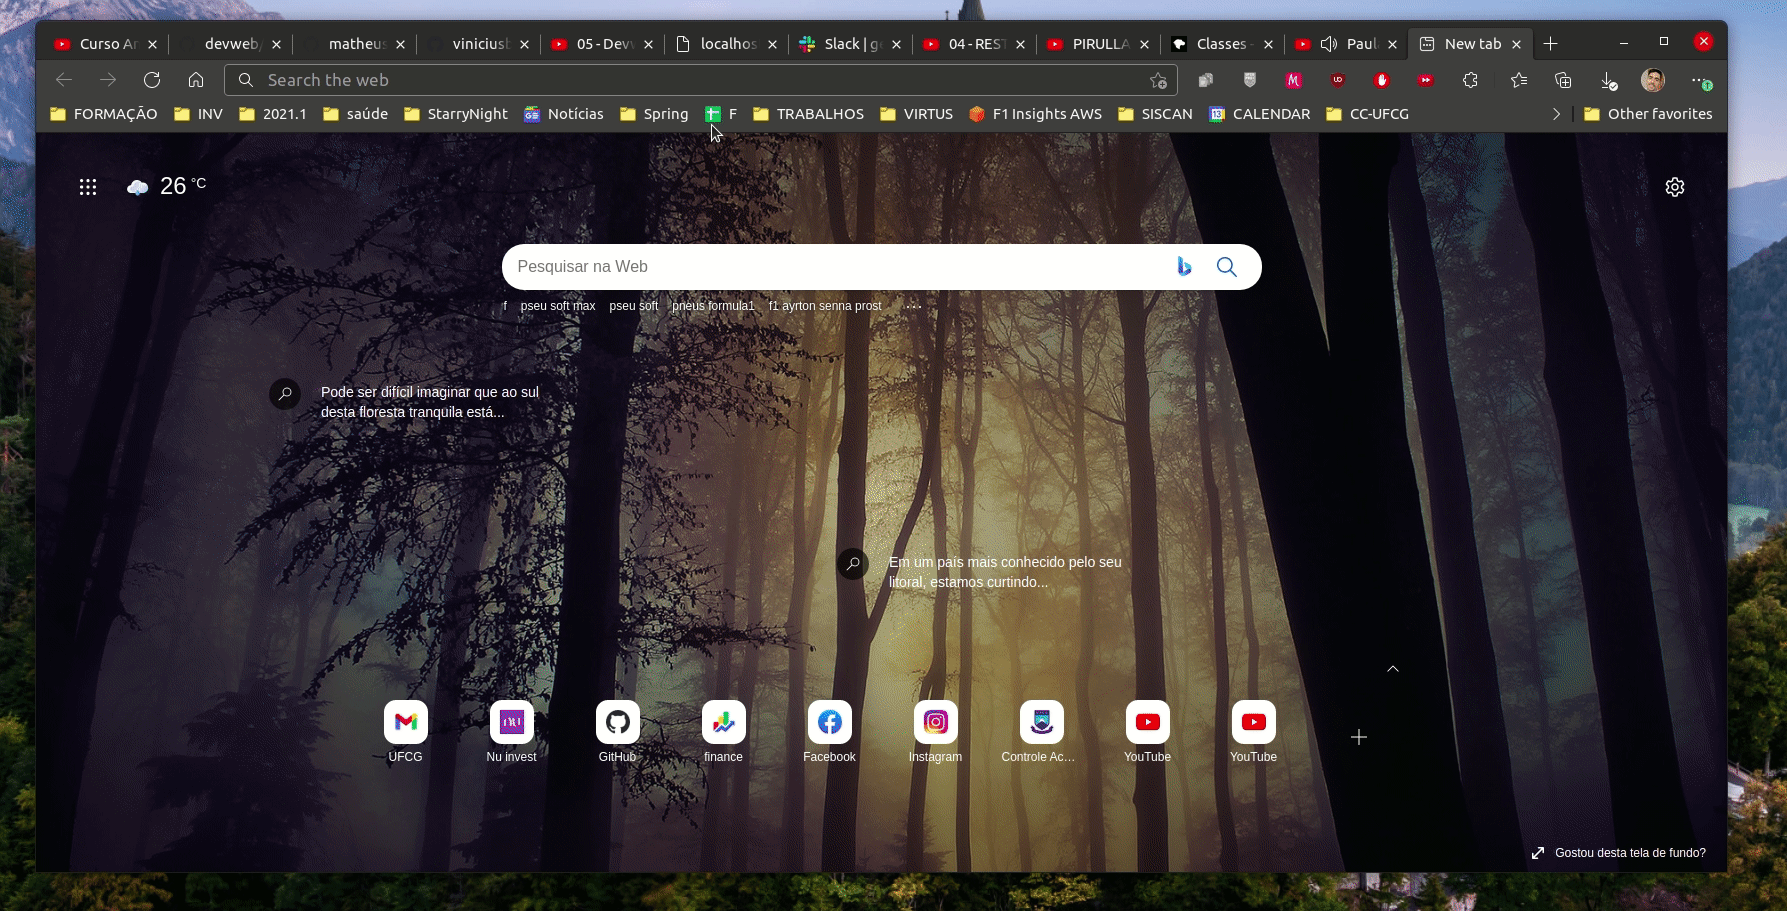 Curso Ar
devweb/
matheus
viniciusb
05 - Dev
localhos
Slack | ge
04 - RES
PIRULLA
Classes -
Paul
New tab
Search the web
FORMAÇÃO
INV
2021.1
saúde
StarryNight
Notícias
Spring
F
TRABALHOS
VIRTUS
F1 Insights AWS
SISCAN
CALENDAR
CC-UFCG
Other favorites
26 °C
Pesquisar na Web
f pseu soft max pseu soft pneus formula1 f1 ayrton senna prost ...
Pode ser difícil imaginar que ao sul
desta floresta tranquila está...
Em um país mais conhecido pelo seu
litoral, estamos curtindo...
UFCG
Nu invest
GitHub
finance
Facebook
Instagram
Controle Ac...
YouTube
YouTube
Gostou desta tela de fundo?